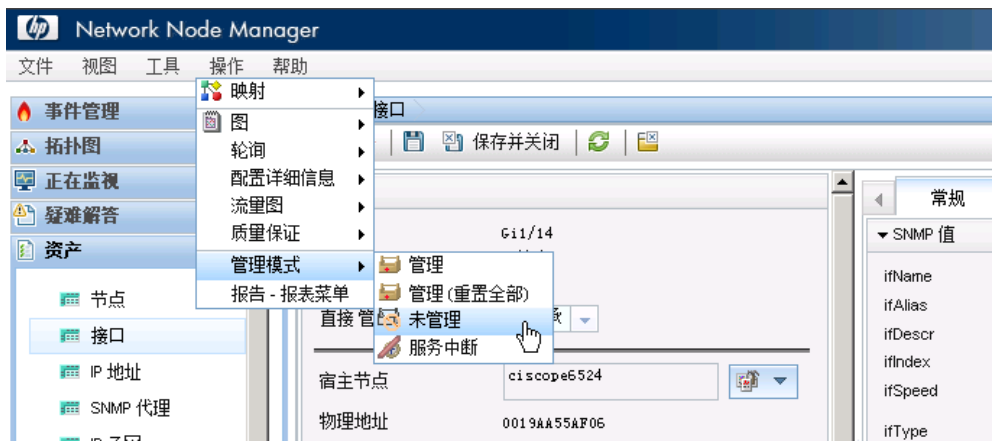 hp Network Node Manager
文件 视图 工具 操作 帮助
事件管理
拓扑图
正在监视
疑难解答
资产
节点
接口
IP 地址
SNMP 代理
映射
图
轮询
配置详细信息
流量图
质量保证
管理模式
报告 - 报表菜单
管理
管理(重置全部)
未管理
服务中断
接口
保存并关闭
Gi1/14
直接 管
宿主节点 ciscope6524
物理地址 0019AA55AF06
常规
SNMP 值
ifName
ifAlias
ifDescr
ifIndex
ifSpeed
ifType